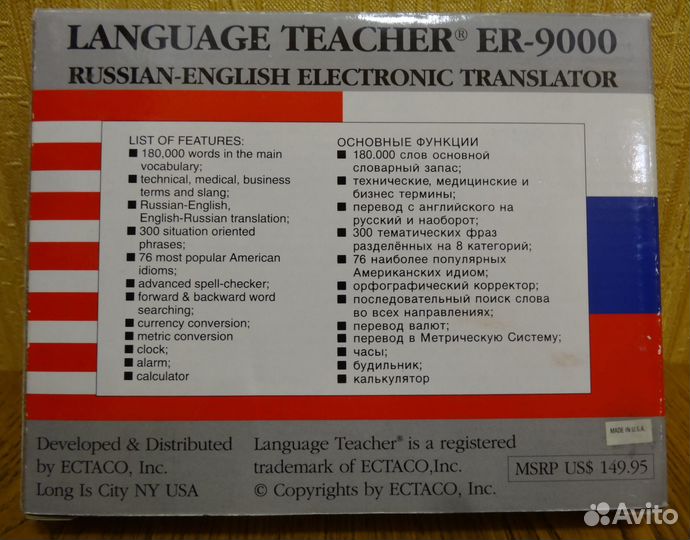 LANGUAGE TEACHER® ER-9000
RUSSIAN-ENGLISH ELECTRONIC TRANSLATOR
LIST OF FEATURES:
■ 180,000 words in the main
vocabulary;
■ technical, medical, business
terms and slang;
■ Russian-English,
English-Russian translation;
■ 300 situation oriented
phrases;
■ 76 most popular American
idioms;
■ advanced spell-checker;
■ forward & backward word
searching;
■ currency conversion;
■ metric conversion
■ clock;
■ alarm;
■ calculator
ОСНОВНЫЕ ФУНКЦИИ
■ 180.000 слов основной
словарный запас;
■ технические, медицинские и
бизнес термины;
■ перевод с английского на
русский и наоборот;
■ 300 тематических фраз
разделённых на 8 категорий;
■ 76 наиболее популярных
Американских идиом;
■ орфографический корректор;
■ последовательный поиск слова
во всех направлениях;
■ перевод валют;
■ перевод в Метрическую Систему;
■ часы;
■ будильник;
■ калькулятор
MADE IN U.S.A.
Developed & Distributed
by ECTACO, Inc.
Long Is City NY USA
Language Teacher® is a registered
trademark of ECTACO,Inc.
© Copyrights by ECTACO, Inc.
MSRP US$ 149.95
Avito